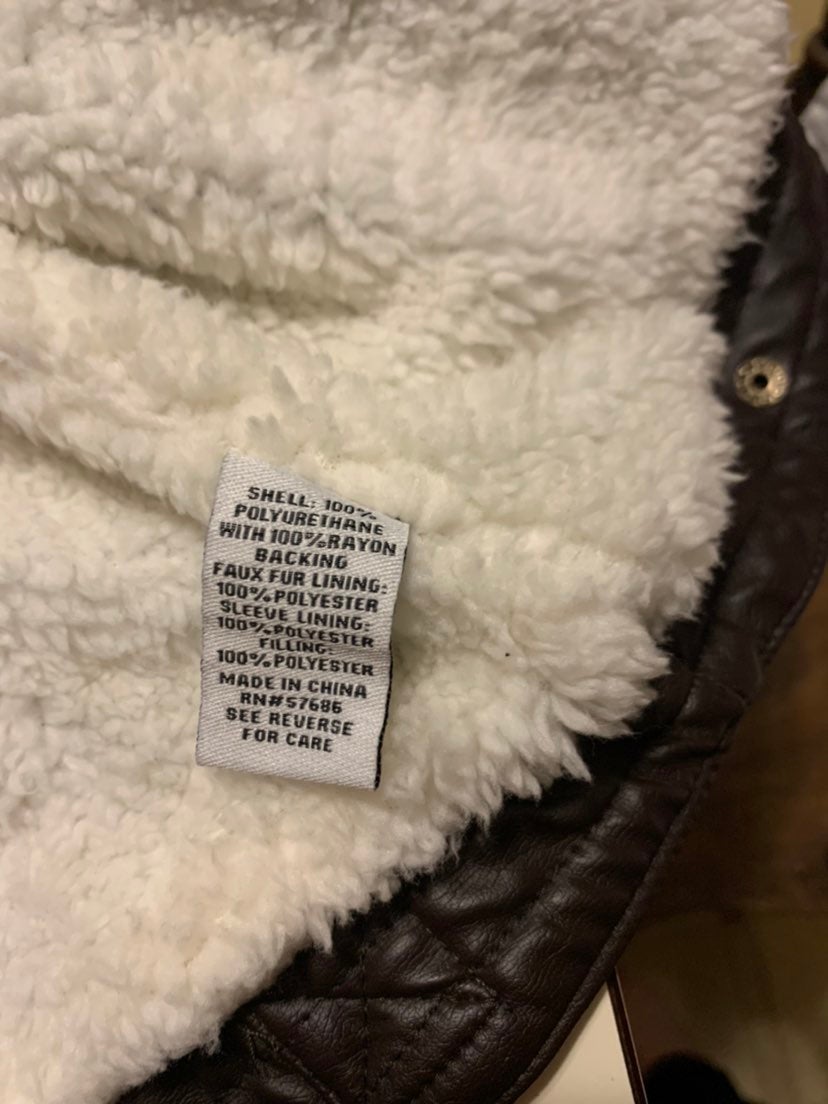 SHELL: 100%
POLYURETHANE
WITH 100% RAYON
BACKING
FAUX FUR LINING:
100% POLYESTER
SLEEVE LINING:
100% POLYESTER
FILLING:
100% POLYESTER
MADE IN CHINA
RN#57686
SEE REVERSE
FOR CARE